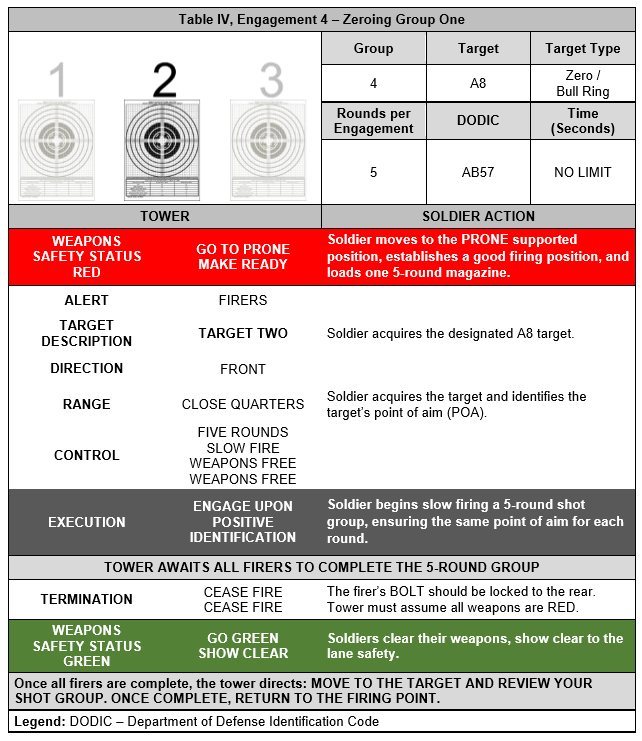 Table IV, Engagement 4 – Zeroing Group One
1 2 3
Group Target Target Type
4 A8 Zero /
Bull Ring
Rounds per
Engagement DODIC Time
(Seconds)
5 AB57 NO LIMIT
TOWER SOLDIER ACTION
WEAPONS
SAFETY STATUS
RED
GO TO PRONE
MAKE READY
Soldier moves to the PRONE supported
position, establishes a good firing position, and
loads one 5-round magazine.
ALERT FIRERS
TARGET
DESCRIPTION
TARGET TWO
Soldier acquires the designated A8 target.
DIRECTION FRONT
RANGE CLOSE QUARTERS
Soldier acquires the target and identifies the
target’s point of aim (POA).
CONTROL
FIVE ROUNDS
SLOW FIRE
WEAPONS FREE
WEAPONS FREE
EXECUTION
ENGAGE UPON
POSITIVE
IDENTIFICATION
Soldier begins slow firing a 5-round shot
group, ensuring the same point of aim for each
round.
TOWER AWAITS ALL FIRERS TO COMPLETE THE 5-ROUND GROUP
TERMINATION
CEASE FIRE
CEASE FIRE
The firer’s BOLT should be locked to the rear.
Tower must assume all weapons are RED.
WEAPONS
SAFETY STATUS
GREEN
GO GREEN
SHOW CLEAR
Soldiers clear their weapons, show clear to the
lane safety.
Once all firers are complete, the tower directs: MOVE TO THE TARGET AND REVIEW YOUR
SHOT GROUP. ONCE COMPLETE, RETURN TO THE FIRING POINT.
Legend: DODIC – Department of Defense Identification Code